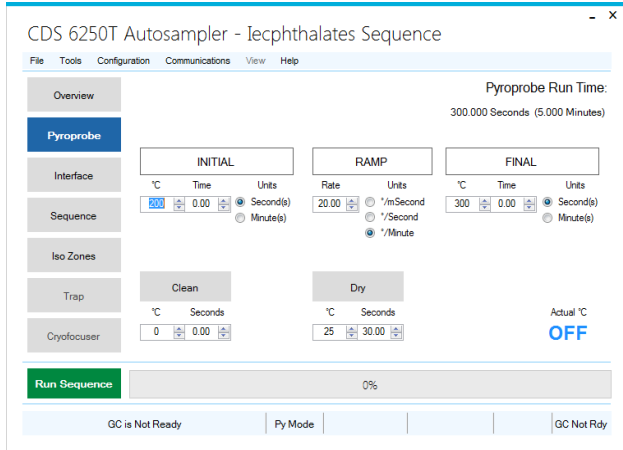 CDS 6250T Autosampler - Iecphthalates Sequence
File Tools Configuration Communications View Help
Overview
Pyroprobe
Interface
Sequence
Iso Zones
Trap
Cryofocuser
Pyroprobe Run Time:
300.000 Seconds (5.000 Minutes)
INITIAL
°C Time Units
200 0.00 Second(s)
Minute(s)
RAMP
Rate Units
20.00 °/mSecond
°/Second
°/Minute
FINAL
°C Time Units
300 0.00 Second(s)
Minute(s)
Clean
°C Seconds
0 0.00
Dry
°C Seconds
25 30.00
Actual °C
OFF
Run Sequence 0%
GC is Not Ready Py Mode GC Not Rdy